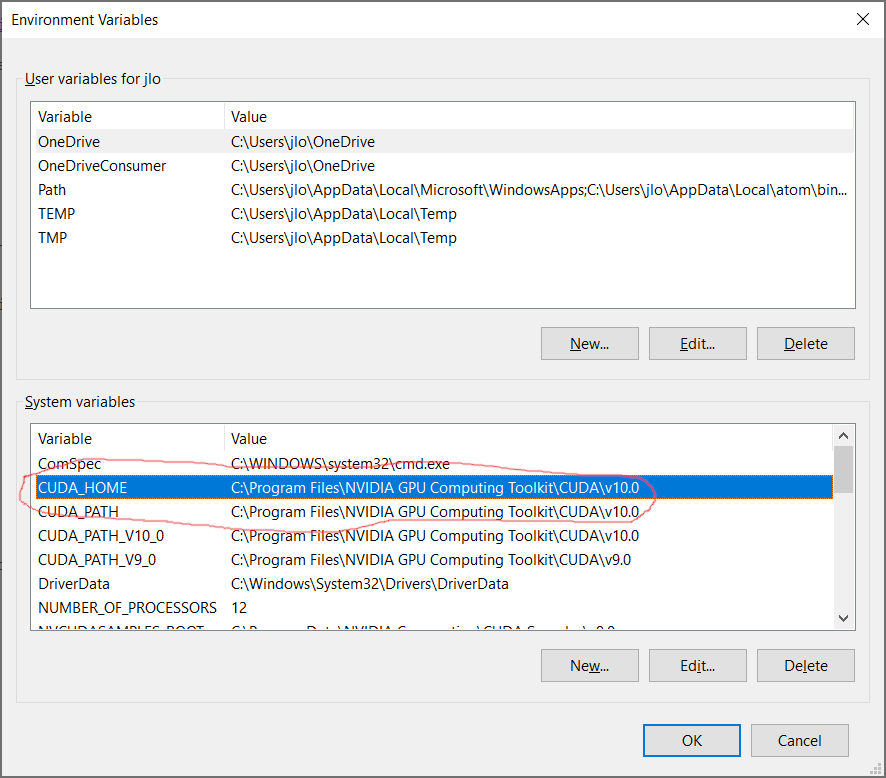 Environment Variables
User variables for jlo
Variable Value
OneDrive C:\Users\jlo\OneDrive
OneDriveConsumer C:\Users\jlo\OneDrive
Path C:\Users\jlo\AppData\Local\Microsoft\WindowsApps;C:\Users\jlo\AppData\Local\atom\bin...
TEMP C:\Users\jlo\AppData\Local\Temp
TMP C:\Users\jlo\AppData\Local\Temp
New... Edit... Delete
System variables
Variable Value
ComSpec C:\WINDOWS\system32\cmd.exe
CUDA_HOME C:\Program Files\NVIDIA GPU Computing Toolkit\CUDA\v10.0
CUDA_PATH C:\Program Files\NVIDIA GPU Computing Toolkit\CUDA\v10.0
CUDA_PATH_V10_0 C:\Program Files\NVIDIA GPU Computing Toolkit\CUDA\v10.0
CUDA_PATH_V9_0 C:\Program Files\NVIDIA GPU Computing Toolkit\CUDA\v9.0
DriverData C:\Windows\System32\Drivers\DriverData
NUMBER_OF_PROCESSORS 12
New... Edit... Delete
OK Cancel